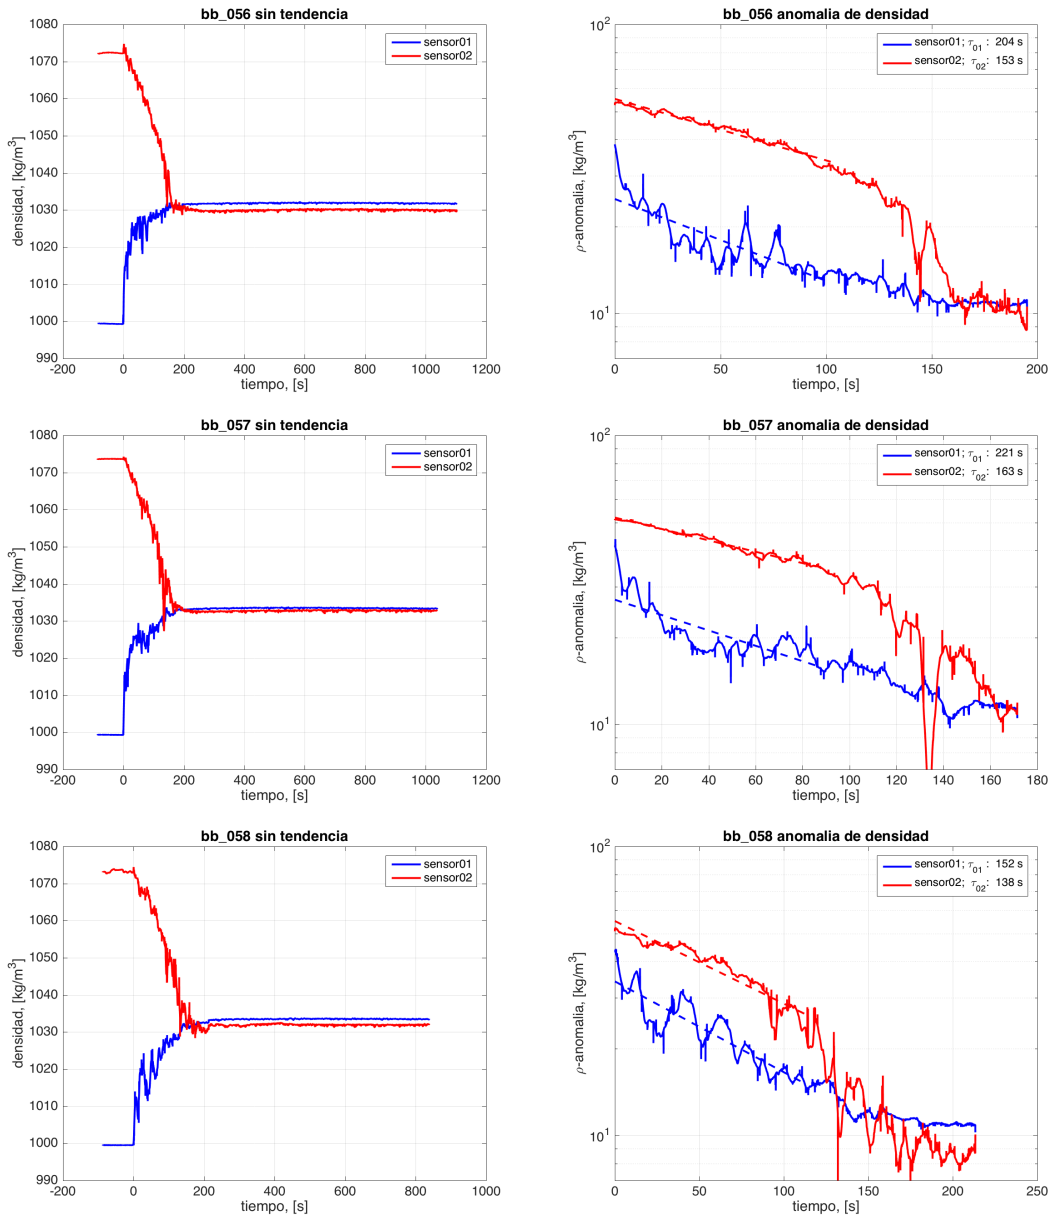 bb_056 sin tendencia
densidad, [kg/m³]
1080
1070
1060
1050
1040
1030
1020
1010
1000
990
sensor01
sensor02
-200 0 200 400 600 800 1000 1200
tiempo, [s]
bb_056 anomalia de densidad
ρ-anomalia, [kg/m³]
10²
10¹
sensor01; τ01 : 204 s
sensor02; τ02 : 153 s
0 50 100 150 200
tiempo, [s]
bb_057 sin tendencia
densidad, [kg/m³]
1080
1070
1060
1050
1040
1030
1020
1010
1000
990
sensor01
sensor02
-200 0 200 400 600 800 1000 1200
tiempo, [s]
bb_057 anomalia de densidad
ρ-anomalia, [kg/m³]
10²
10¹
sensor01; τ01 : 221 s
sensor02; τ02 : 163 s
0 20 40 60 80 100 120 140 160 180
tiempo, [s]
bb_058 sin tendencia
densidad, [kg/m³]
1080
1070
1060
1050
1040
1030
1020
1010
1000
990
sensor01
sensor02
-200 0 200 400 600 800 1000
tiempo, [s]
bb_058 anomalia de densidad
ρ-anomalia, [kg/m³]
10²
10¹
sensor01; τ01 : 152 s
sensor02; τ02: 138 s
0 50 100 150 200 250
tiempo, [s]